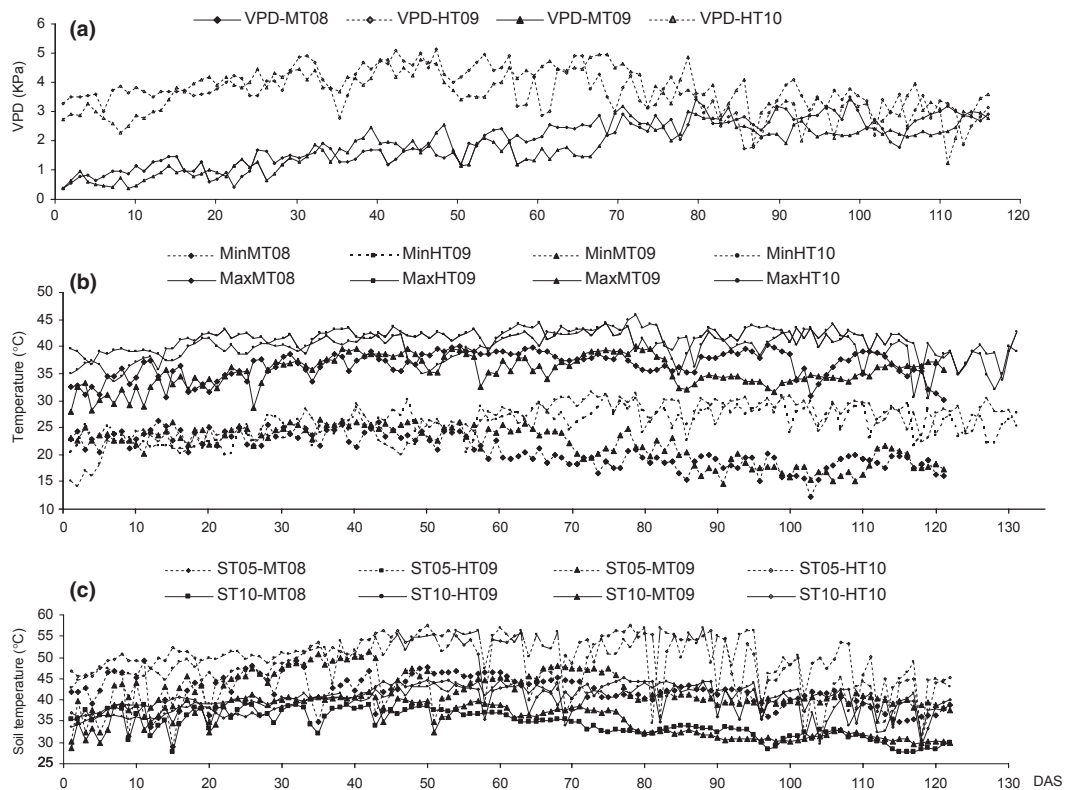 (a)
VPD-MT08 VPD-HT09 VPD-MT09 VPD-HT10
VPD (KPa)
6
5
4
3
2
1
0
0 10 20 30 40 50 60 70 80 90 100 110 120
MinMT08 MinHT09 MinMT09 MinHT10
MaxMT08 MaxHT09 MaxMT09 MaxHT10
(b)
Temperature (°C)
50
45
40
35
30
25
20
15
10
0 10 20 30 40 50 60 70 80 90 100 110 120 130
ST05-MT08 ST05-HT09 ST05-MT09 ST05-HT10
ST10-MT08 ST10-HT09 ST10-MT09 ST10-HT10
(c)
Soil temperature (°C)
60
55
50
45
40
35
30
25
0 10 20 30 40 50 60 70 80 90 100 110 120 130 DAS